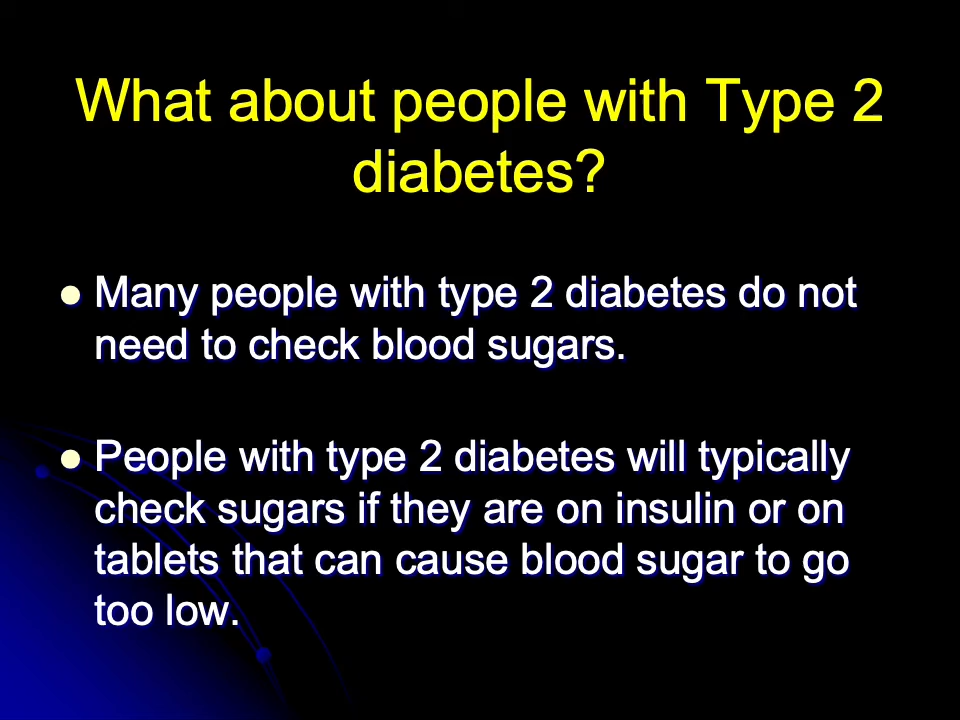 What about people with Type 2
diabetes?
Many people with type 2 diabetes do not
need to check blood sugars.
People with type 2 diabetes will typically
check sugars if they are on insulin or on
tablets that can cause blood sugar to go
too low.